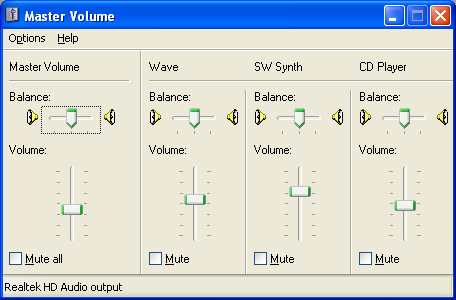 Master Volume
Options Help
Master Volume Wave SW Synth CD Player
Balance: Balance: Balance: Balance:
Volume: Volume: Volume: Volume:
Mute all Mute Mute Mute
Realtek HD Audio output